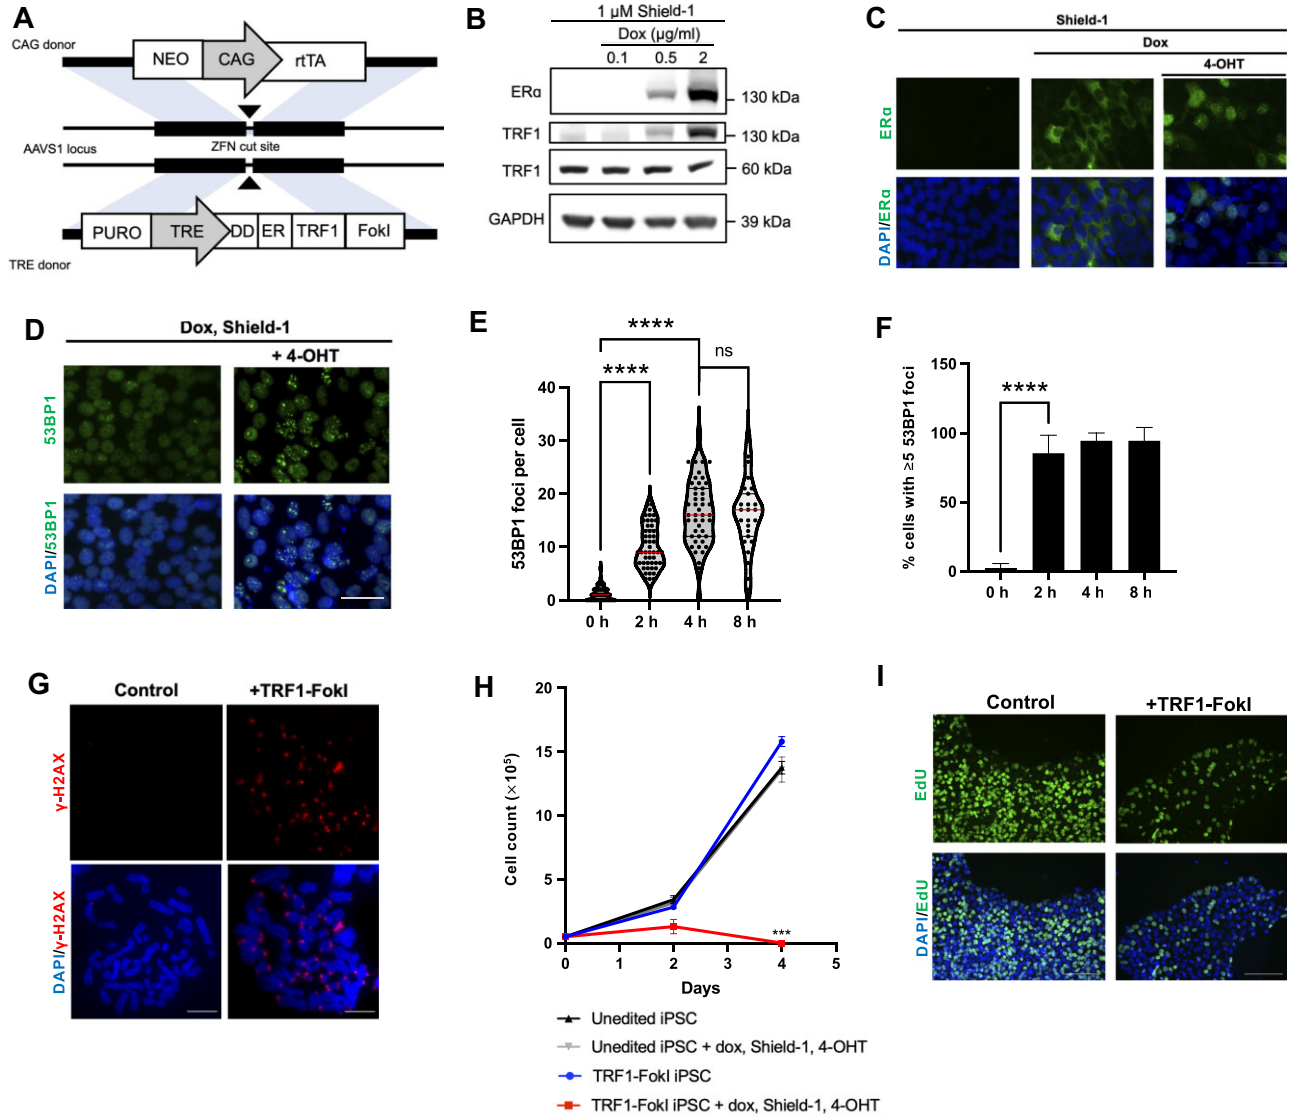 A
CAG donor
NEO
CAG
rtTA
AAVS1 locus
ZFN cut site
PURO
TRE
DD
ER
TRF1
FokI
TRE donor
B
1 µM Shield-1
Dox (µg/ml)
0.1
0.5
2
ERα
130 kDa
TRF1
130 kDa
TRF1
60 kDa
GAPDH
39 kDa
C
Shield-1
Dox
4-OHT
ERα
DAPI/ERα
D
Dox, Shield-1
+ 4-OHT
53BP1
DAPI/53BP1
E
****
****
ns
53BP1 foci per cell
40
30
20
10
0
0 h
2 h
4 h
8 h
F
% cells with ≥5 53BP1 foci
150
100
50
0
****
0 h
2 h
4 h
8 h
G
Control
+TRF1-FokI
γ-H2AX
DAPI/γ-H2AX
H
Cell count (×10⁵)
20
15
10
5
0
***
0
1
2
3
4
5
Days
Unedited iPSC
Unedited iPSC + dox, Shield-1, 4-OHT
TRF1-FokI iPSC
TRF1-FokI iPSC + dox, Shield-1, 4-OHT
I
Control
+TRF1-FokI
EdU
DAPI/EdU